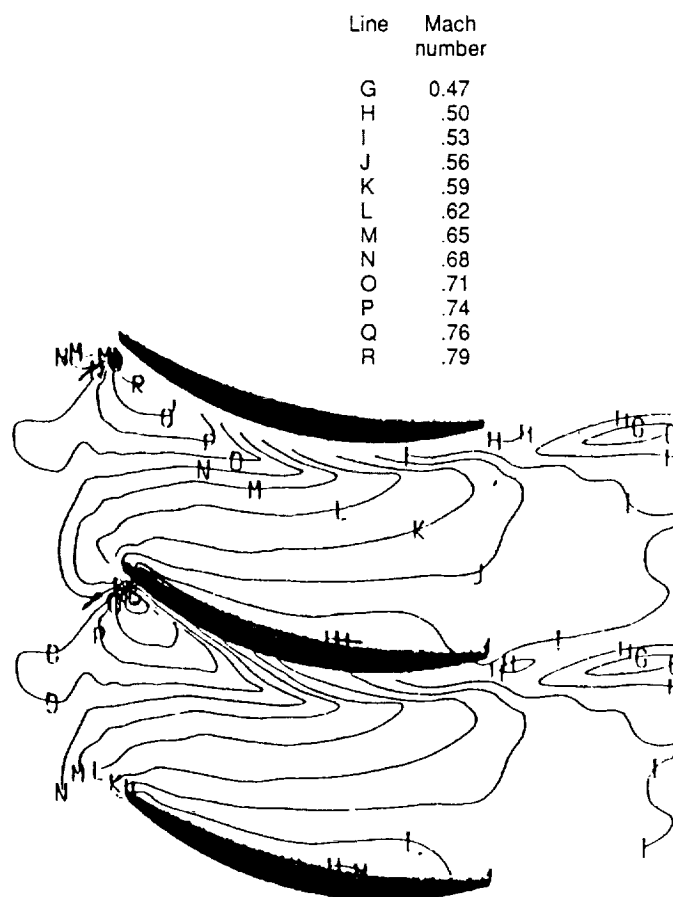 Line Mach
number
G 0.47
H .50
I .53
J .56
K .59
L .62
M .65
N .68
O .71
P .74
Q .76
R .79
N M
R
O
P
H H
H G
N O
M
I
L
K
J
I
I
H G
P
O
O
N M L K
I
I